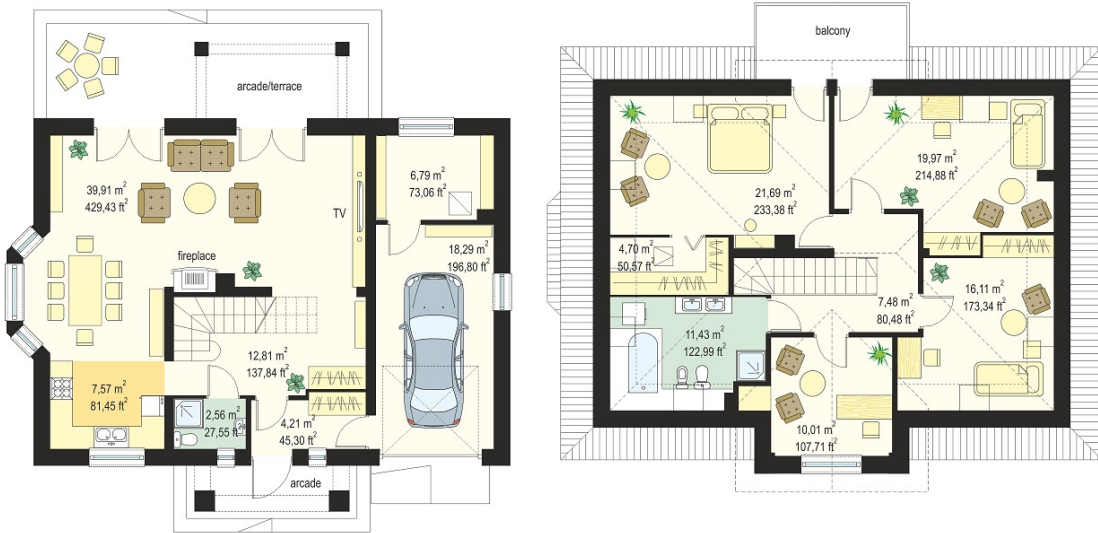 arcade/terrace
39,91 m²
429,43 ft²
6,79 m²
73,06 ft²
TV
18,29 m²
196,80 ft²
fireplace
12,81 m²
137,84 ft²
7,57 m²
81,45 ft²
2,56 m²
27,55 ft²
4,21 m²
45,30 ft²
arcade
balcony
21,69 m²
233,38 ft²
19,97 m²
214,88 ft²
4,70 m²
50,57 ft²
16,11 m²
173,34 ft²
7,48 m²
80,48 ft²
11,43 m²
122,99 ft²
10,01 m²
107,71 ft²